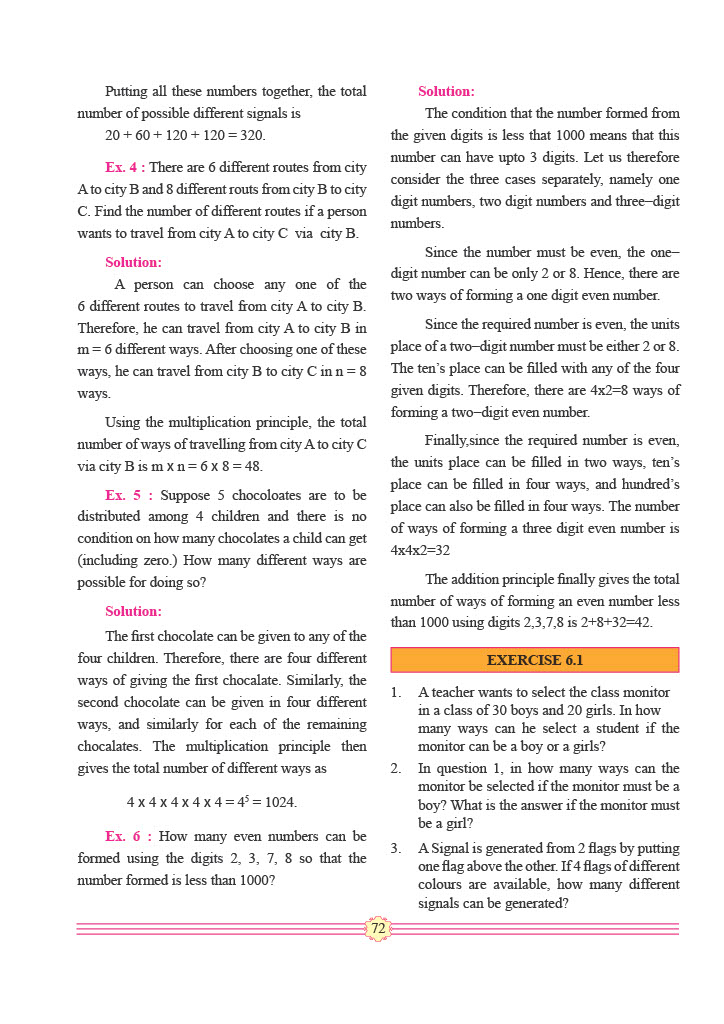 Putting all these numbers together, the total
number of possible different signals is
20 + 60 + 120 + 120 = 320.
Ex. 4 : There are 6 different routes from city
A to city B and 8 different routs from city B to city
C. Find the number of different routes if a person
wants to travel from city A to city C via city B.
Solution:
A person can choose any one of the
6 different routes to travel from city A to city B.
Therefore, he can travel from city A to city B in
m = 6 different ways. After choosing one of these
ways, he can travel from city B to city C in n = 8
ways.
Using the multiplication principle, the total
number of ways of travelling from city A to city C
via city B is m x n = 6 x 8 = 48.
Ex. 5 : Suppose 5 chocoloates are to be
distributed among 4 children and there is no
condition on how many chocolates a child can get
(including zero.) How many different ways are
possible for doing so?
Solution:
The first chocolate can be given to any of the
four children. Therefore, there are four different
ways of giving the first chocalate. Similarly, the
second chocolate can be given in four different
ways, and similarly for each of the remaining
chocalates. The multiplication principle then
gives the total number of different ways as
4 x 4 x 4 x 4 x 4 = 4⁵ = 1024.
Ex. 6 : How many even numbers can be
formed using the digits 2, 3, 7, 8 so that the
number formed is less than 1000?
Solution:
The condition that the number formed from
the given digits is less that 1000 means that this
number can have upto 3 digits. Let us therefore
consider the three cases separately, namely one
digit numbers, two digit numbers and three–digit
numbers.
Since the number must be even, the one–
digit number can be only 2 or 8. Hence, there are
two ways of forming a one digit even number.
Since the required number is even, the units
place of a two–digit number must be either 2 or 8.
The ten's place can be filled with any of the four
given digits. Therefore, there are 4x2=8 ways of
forming a two–digit even number.
Finally,since the required number is even,
the units place can be filled in two ways, ten's
place can be filled in four ways, and hundred's
place can also be filled in four ways. The number
of ways of forming a three digit even number is
4x4x2=32
The addition principle finally gives the total
number of ways of forming an even number less
than 1000 using digits 2,3,7,8 is 2+8+32=42.
EXERCISE 6.1
1. A teacher wants to select the class monitor
in a class of 30 boys and 20 girls. In how
many ways can he select a student if the
monitor can be a boy or a girls?
2. In question 1, in how many ways can the
monitor be selected if the monitor must be a
boy? What is the answer if the monitor must
be a girl?
3. A Signal is generated from 2 flags by putting
one flag above the other. If 4 flags of different
colours are available, how many different
signals can be generated?
72